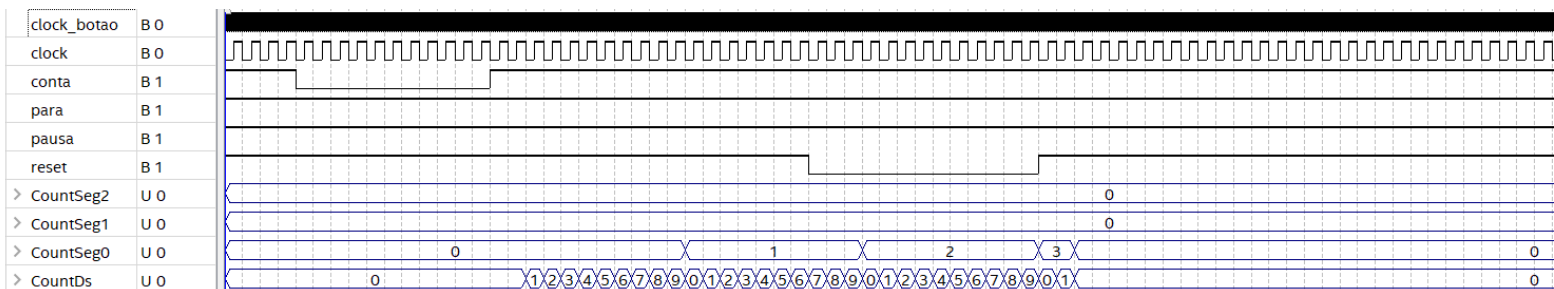 clock_botao B 0
clock B 0
conta B 1
para B 1
pausa B 1
reset B 1
CountSeg2 U 0 0
CountSeg1 U 0 0
CountSeg0 U 0 0 1 2 3 0
CountDs U 0 0 1 2 3 4 5 6 7 8 9 0 1 2 3 4 5 6 7 8 9 0 1 2 3 4 5 6 7 8 9 0 1 0